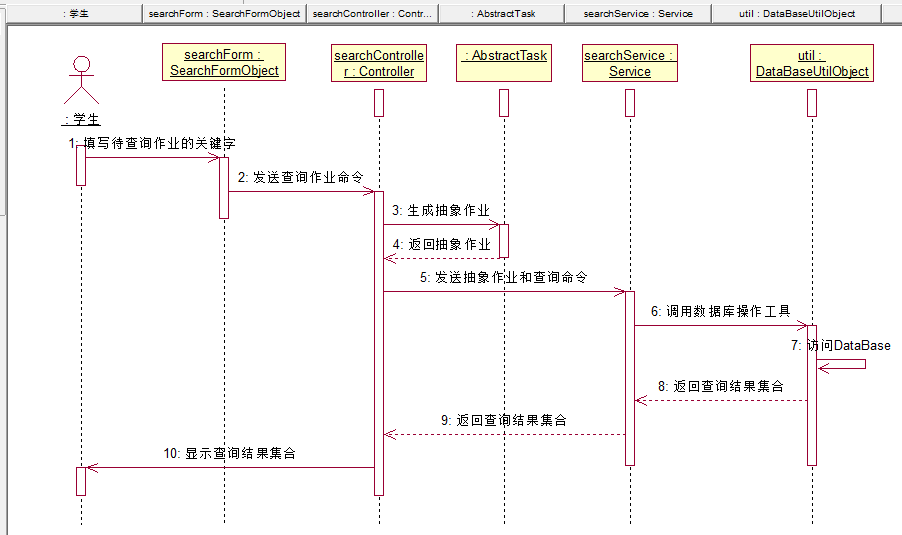 : 学生
searchForm : SearchFormObject
searchController : Contr...
: AbstractTask
searchService : Service
util : DataBaseUtilObject
searchForm :
SearchFormObject
searchControlle
r : Controller
: AbstractTask
searchService :
Service
util :
DataBaseUtilObject
: 学生
1: 填写待查询作业的关键字
2: 发送查询作业命令
3: 生成抽象作业
4: 返回抽象作业
5: 发送抽象作业和查询命令
6: 调用数据库操作工具
7: 访问DataBase
8: 返回查询结果集合
9: 返回查询结果集合
10: 显示查询结果集合